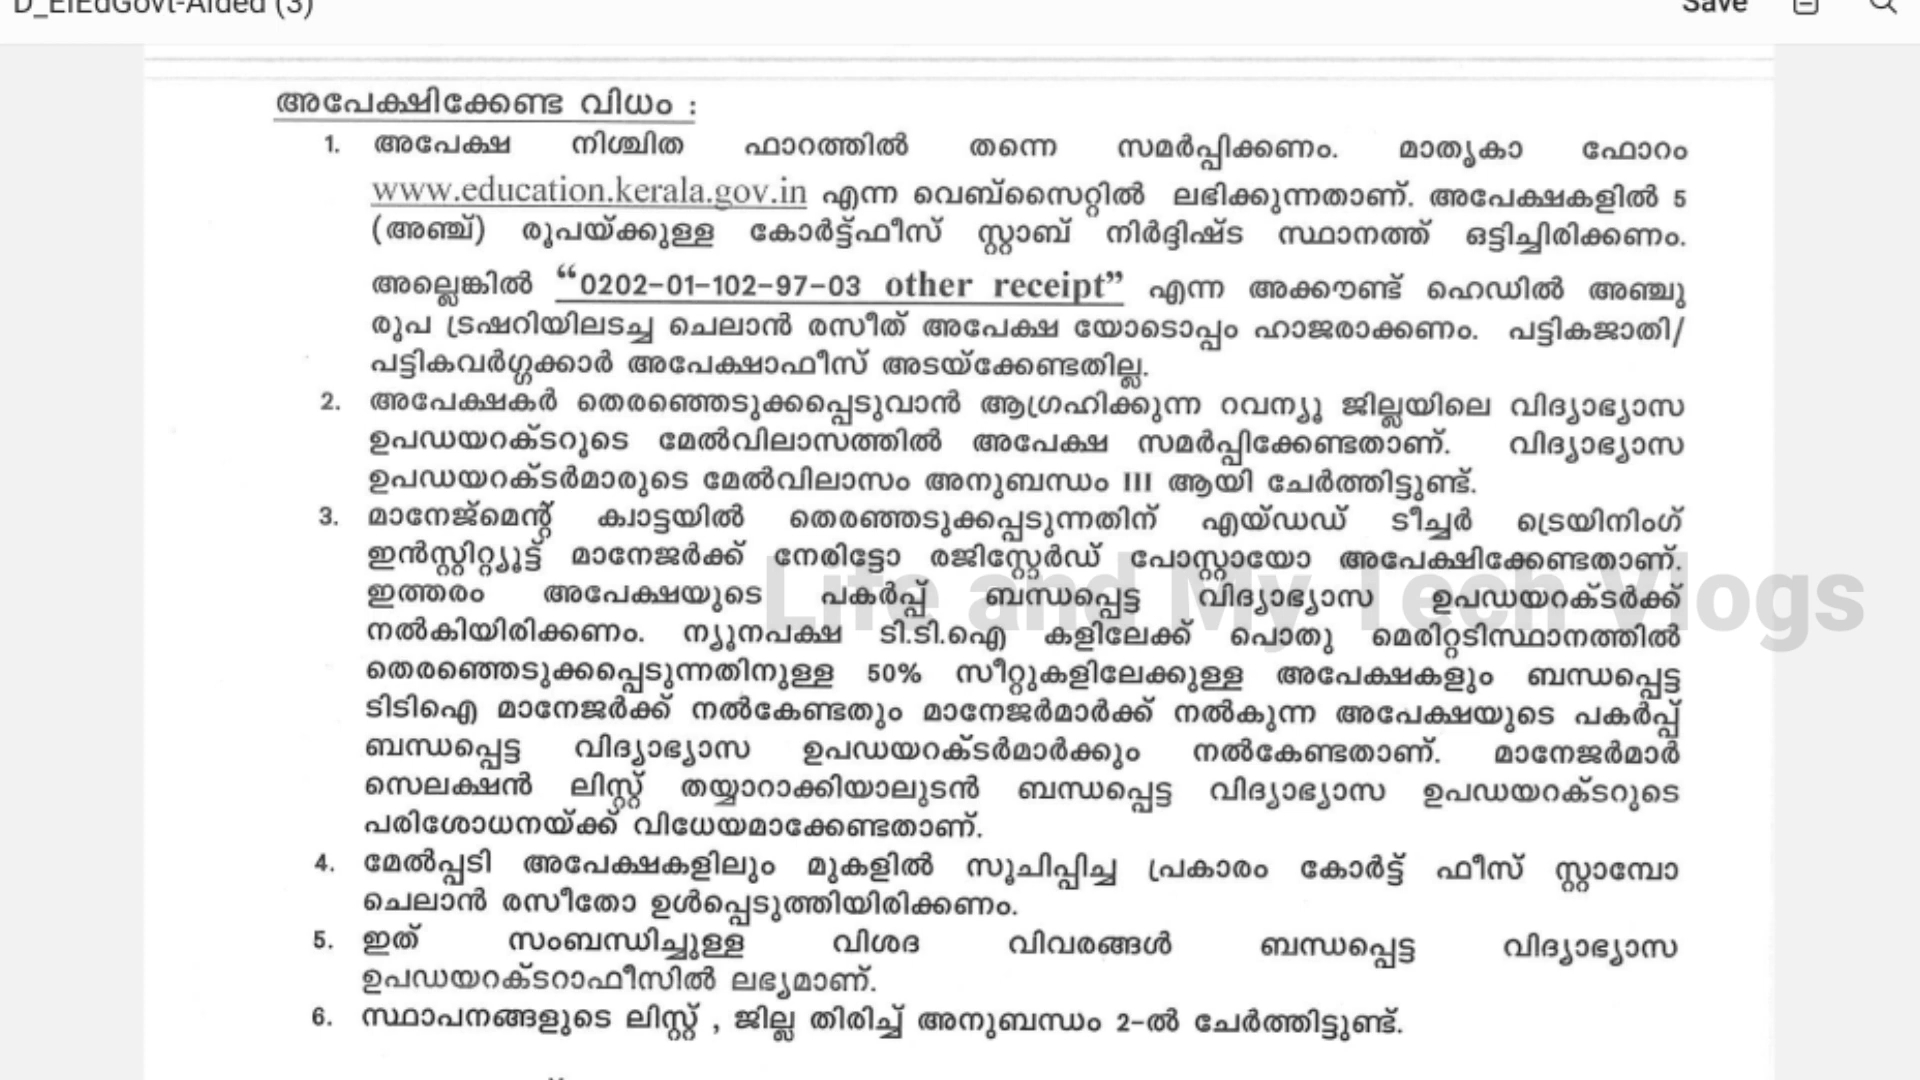 D_ElEdGovt-Aided (3)
Save
അപേക്ഷിക്കേണ്ട വിധം :
1. അപേക്ഷ നിശ്ചിത ഫാറത്തിൽ തന്നെ സമർപ്പിക്കണം. മാതൃകാ ഫോറം
www.education.kerala.gov.in എന്ന വെബ്സൈറ്റിൽ ലഭിക്കുന്നതാണ്. അപേക്ഷകളിൽ 5
(അഞ്ച്) രൂപയ്ക്കുള്ള കോർട്ട്ഫീസ് സ്റ്റാബ് നിർദ്ദിഷ്ട സ്ഥാനത്ത് ഒട്ടിച്ചിരിക്കണം.
അല്ലെങ്കിൽ “0202-01-102-97-03 other receipt” എന്ന അക്കൗണ്ട് ഹെഡിൽ അഞ്ചു
രുപ ട്രഷറിയിലടച്ച ചെലാൻ രസീത് അപേക്ഷ യോടൊപ്പം ഹാജരാക്കണം. പട്ടികജാതി/
പട്ടികവർഗ്ഗക്കാർ അപേക്ഷാഫീസ് അടയ്ക്കേണ്ടതില്ല.
2. അപേക്ഷകർ തെരഞ്ഞെടുക്കപ്പെടുവാൻ ആഗ്രഹിക്കുന്ന റവന്യൂ ജില്ലയിലെ വിദ്യാഭ്യാസ
ഉപഡയറക്ടറുടെ മേൽവിലാസത്തിൽ അപേക്ഷ സമർപ്പിക്കേണ്ടതാണ്. വിദ്യാഭ്യാസ
ഉപഡയറക്ടർമാരുടെ മേൽവിലാസം അനുബന്ധം III ആയി ചേർത്തിട്ടുണ്ട്.
3. മാനേജ്മെന്റ് ക്വാട്ടയിൽ തെരഞ്ഞടുക്കപ്പടുന്നതിന് എയ്ഡഡ് ടീച്ചർ ട്രെയിനിംഗ്
ഇൻസ്റ്റിറ്റ്യൂട്ട് മാനേജർക്ക് നേരിട്ടോ രജിസ്റ്റേർഡ് പോസ്റ്റായോ അപേക്ഷിക്കേണ്ടതാണ്.
ഇത്തരം അപേക്ഷയുടെ പകർപ്പ് ബന്ധപ്പെട്ട വിദ്യാഭ്യാസ ഉപഡയറക്ടർക്ക്
Life and My Tech Vlogs
നൽകിയിരിക്കണം. ന്യൂനപക്ഷ ടി.ടി.ഐ കളിലേക്ക് പൊതു മെരിറ്റടിസ്ഥാനത്തിൽ
തെരഞ്ഞെടുക്കപ്പെടുന്നതിനുള്ള 50% സീറ്റുകളിലേക്കുള്ള അപേക്ഷകളും ബന്ധപ്പെട്ട
ടിടിഐ മാനേജർക്ക് നൽകേണ്ടതും മാനേജർമാർക്ക് നൽകുന്ന അപേക്ഷയുടെ പകർപ്പ്
ബന്ധപ്പെട്ട വിദ്യാഭ്യാസ ഉപഡയറക്ടർമാർക്കും നൽകേണ്ടതാണ്. മാനേജർമാർ
സെലക്ഷൻ ലിസ്റ്റ് തയ്യാറാക്കിയാലുടൻ ബന്ധപ്പെട്ട വിദ്യാഭ്യാസ ഉപഡയറക്ടറുടെ
പരിശോധനയ്ക്ക് വിധേയമാക്കേണ്ടതാണ്.
4. മേൽപ്പടി അപേക്ഷകളിലും മുകളിൽ സൂചിപ്പിച്ച പ്രകാരം കോർട്ട് ഫീസ് സ്റ്റാമ്പോ
ചെലാൻ രസീതോ ഉൾപ്പെടുത്തിയിരിക്കണം.
5. ഇത് സംബന്ധിച്ചുള്ള വിശദ വിവരങ്ങൾ ബന്ധപ്പെട്ട വിദ്യാഭ്യാസ
ഉപഡയറക്ടറാഫീസിൽ ലഭ്യമാണ്.
6. സ്ഥാപനങ്ങളുടെ ലിസ്റ്റ് , ജില്ല തിരിച്ച് അനുബന്ധം 2-ൽ ചേർത്തിട്ടുണ്ട്.